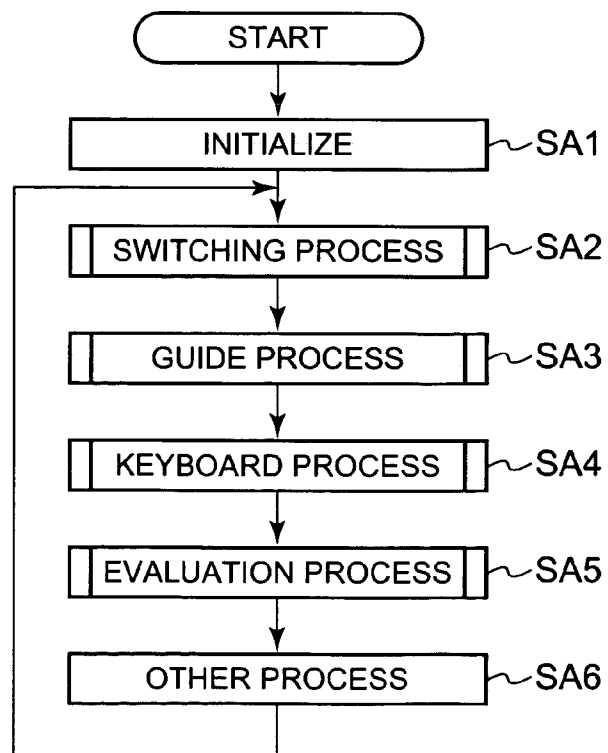 START
INITIALIZE SA1
SWITCHING PROCESS SA2
GUIDE PROCESS SA3
KEYBOARD PROCESS SA4
EVALUATION PROCESS SA5
OTHER PROCESS SA6